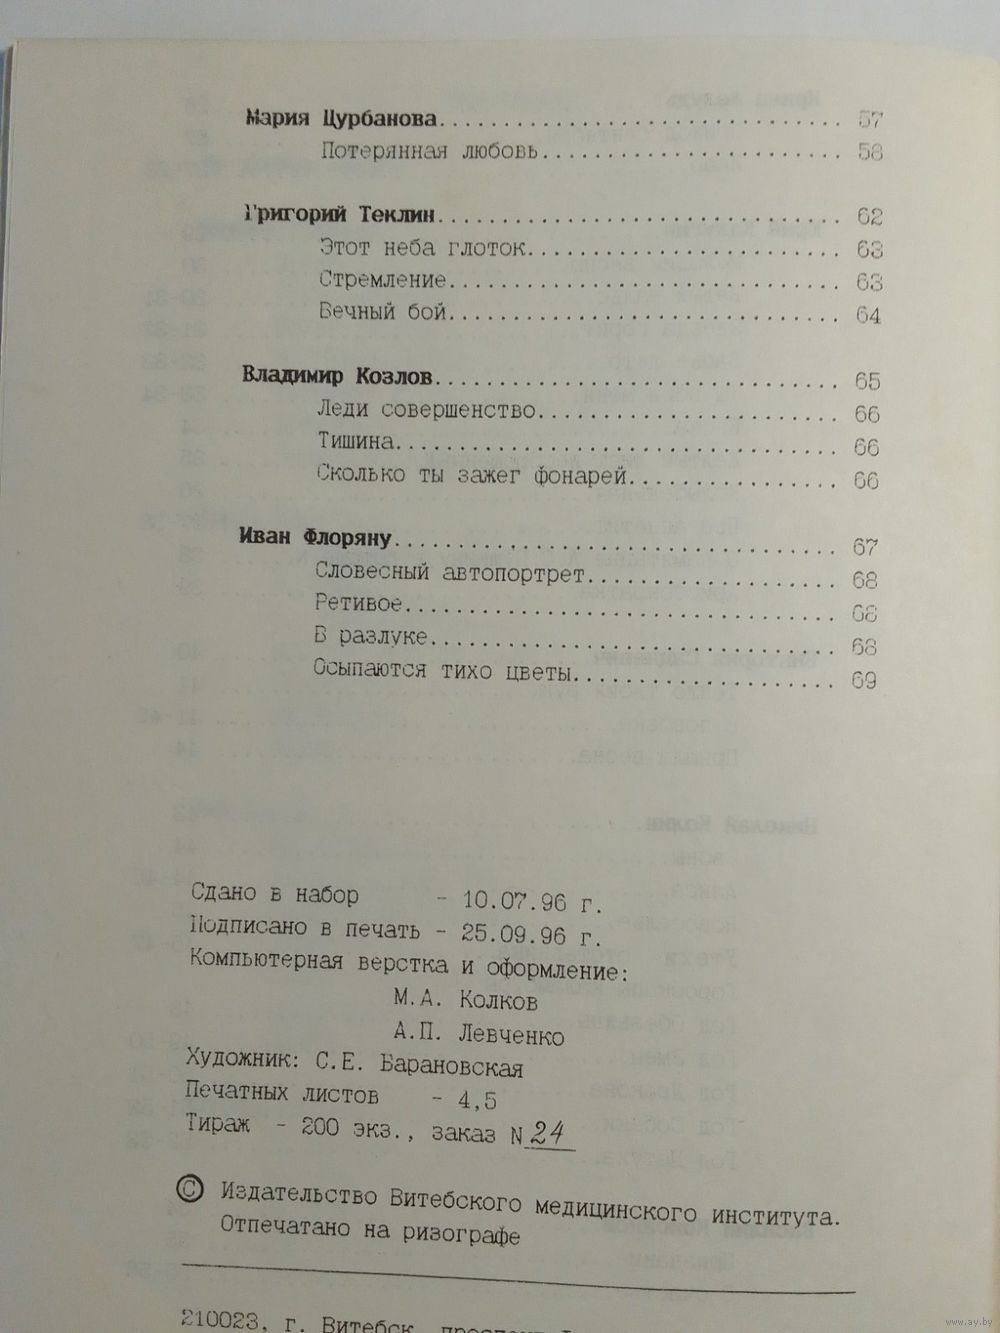 Мария Цурбанова................................ 57
Потерянная любовь........................ 58
Григорий Теклин................................ 62
Этот неба глоток......................... 63
Стремление............................... 63
Вечный бой............................... 64
Владимир Козлов................................ 65
Леди совершенство........................ 66
Тишина................................... 66
Сколько ты зажег фонарей................. 66
Иван Флоряну................................... 67
Словесный автопортрет.................... 68
Ретивое.................................. 68
В разлуке................................ 68
Осыпаются тихо цветы..................... 69
Сдано в набор - 10.07.96 г.
Подписано в печать - 25.09.96 г.
Компьютерная верстка и оформление:
М.А. Колков
А.П. Левченко
Художник: С.Е. Барановская
Печатных листов - 4,5
Тираж - 200 экз., заказ N 24
© Издательство Витебского медицинского института.
Отпечатано на ризографе
210023, г. Витебск, проспект
www.ay.by